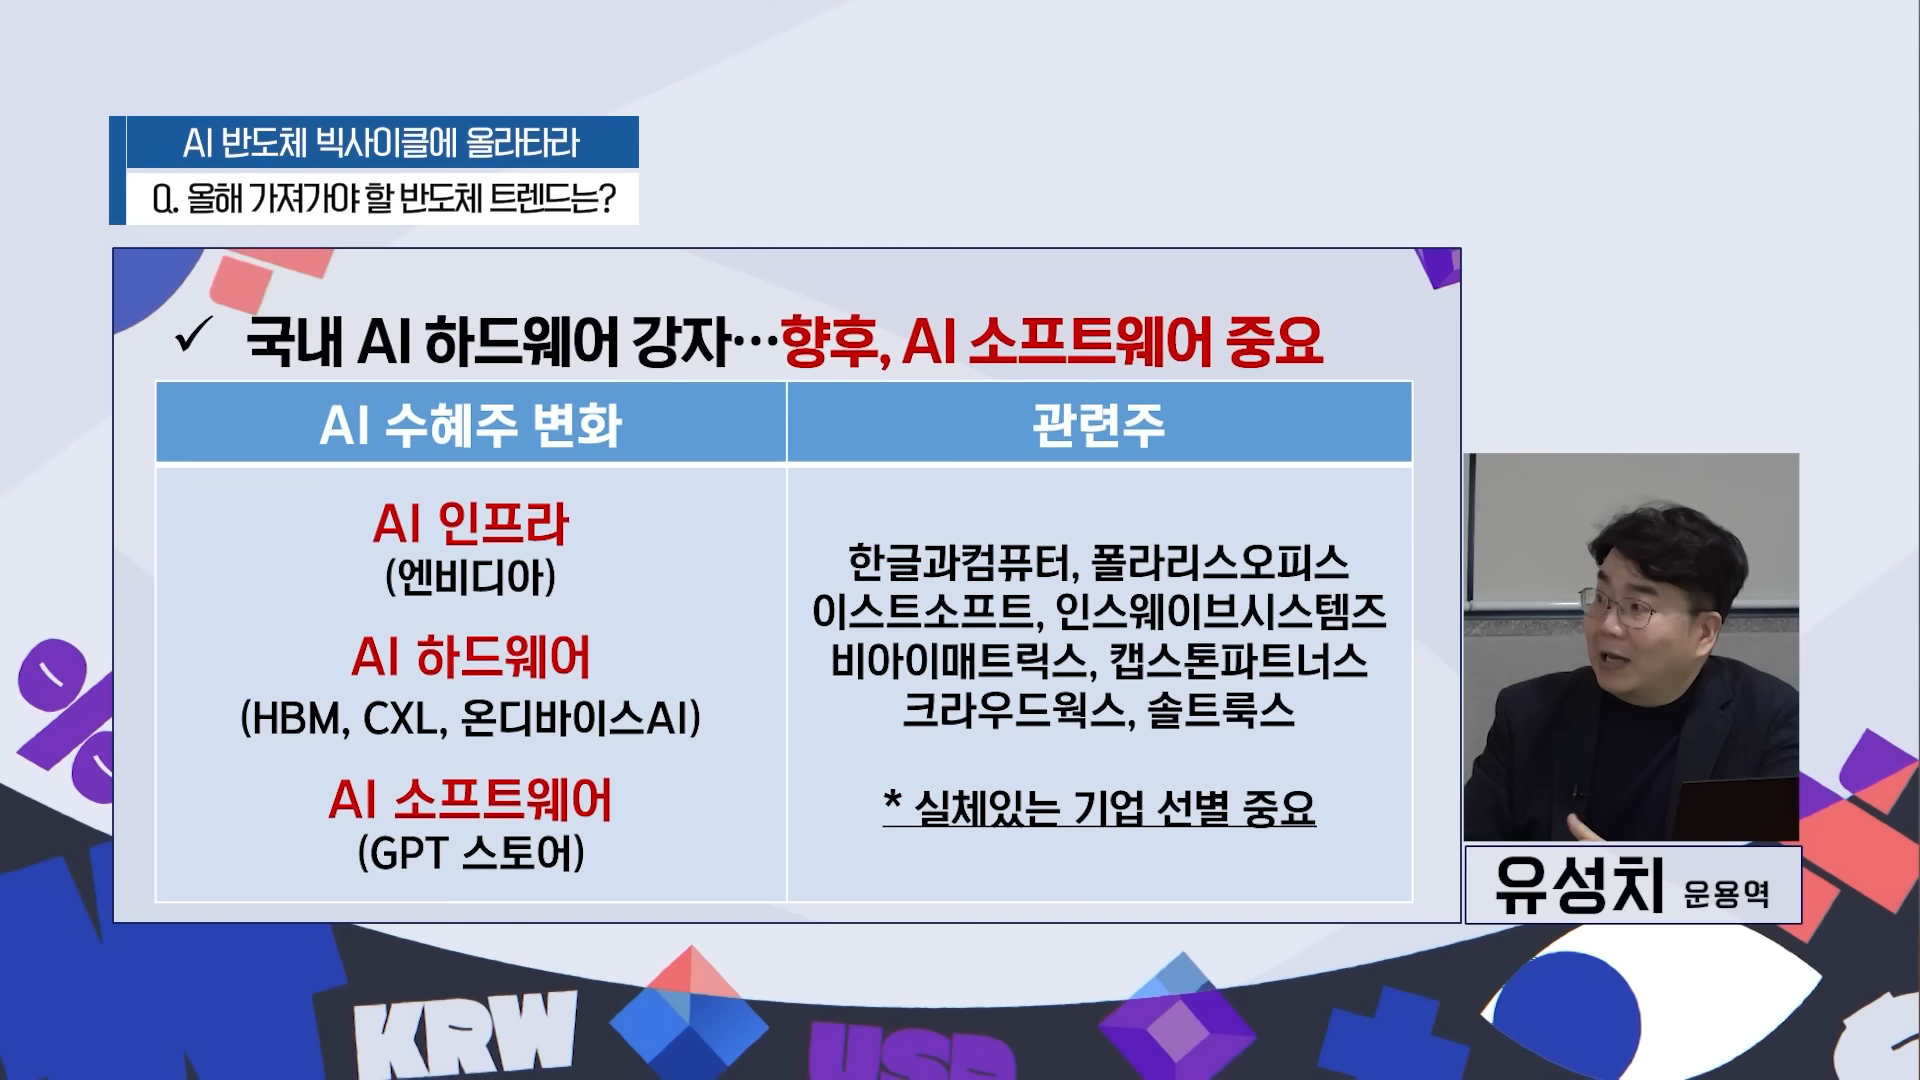 AI 반도체 빅사이클에 올라타라
Q. 올해 가져가야 할 반도체 트렌드는?
✓ 국내 AI 하드웨어 강자…향후, AI 소프트웨어 중요
AI 수혜주 변화
관련주
AI 인프라
(엔비디아)
AI 하드웨어
(HBM, CXL, 온디바이스AI)
AI 소프트웨어
(GPT 스토어)
한글과컴퓨터, 폴라리스오피스
이스트소프트, 인스웨이브시스템즈
비아이매트릭스, 캡스톤파트너스
크라우드웍스, 솔트룩스
* 실체있는 기업 선별 중요
유성치 운용역
KRW
USD